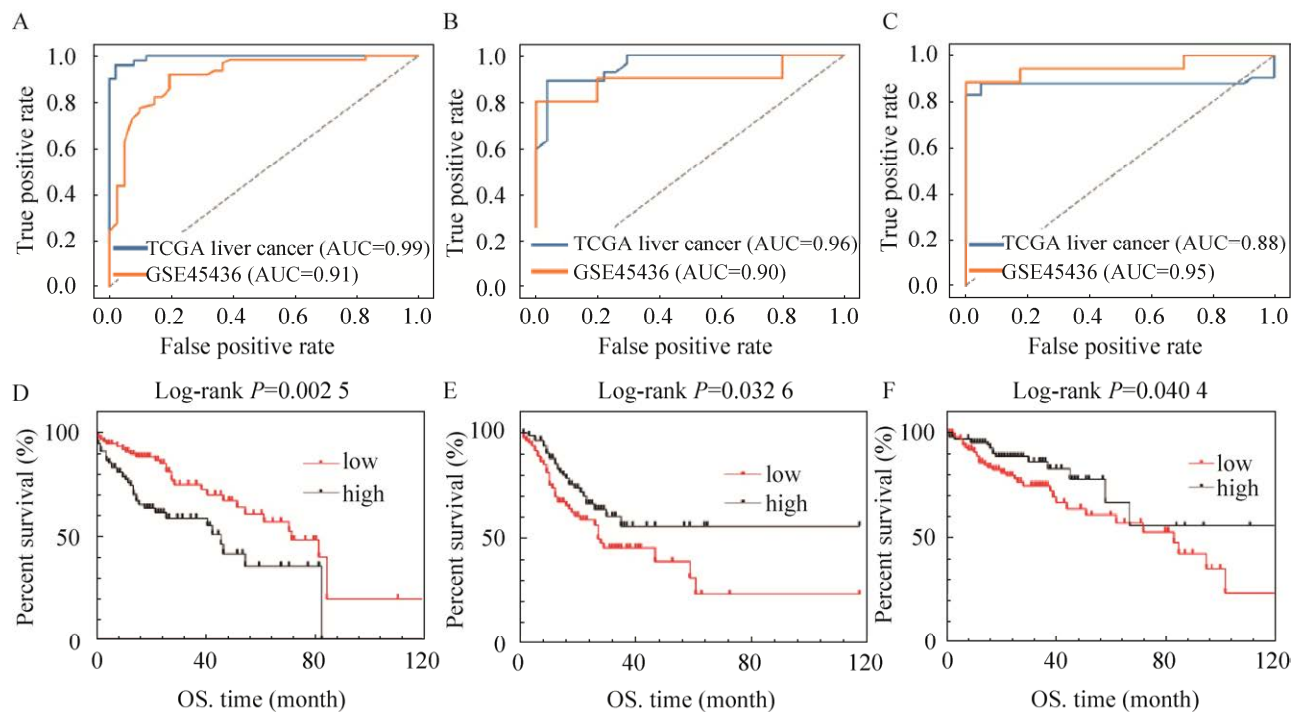 A
1.0
0.8
0.6
0.4
0.2
0.0
True positive rate
TCGA liver cancer (AUC=0.99)
GSE45436 (AUC=0.91)
0.0 0.2 0.4 0.6 0.8 1.0
False positive rate
B
1.0
0.8
0.6
0.4
0.2
0.0
True positive rate
TCGA liver cancer (AUC=0.96)
GSE45436 (AUC=0.90)
0.0 0.2 0.4 0.6 0.8 1.0
False positive rate
C
1.0
0.8
0.6
0.4
0.2
0.0
True positive rate
TCGA liver cancer (AUC=0.88)
GSE45436 (AUC=0.95)
0.0 0.2 0.4 0.6 0.8 1.0
False positive rate
D
Log-rank P=0.002 5
100
50
0
Percent survival (%)
low
high
0 40 80 120
OS. time (month)
E
Log-rank P=0.032 6
100
50
0
Percent survival (%)
low
high
0 40 80 120
OS. time (month)
F
Log-rank P=0.040 4
100
50
0
Percent survival (%)
low
high
0 40 80 120
OS. time (month)